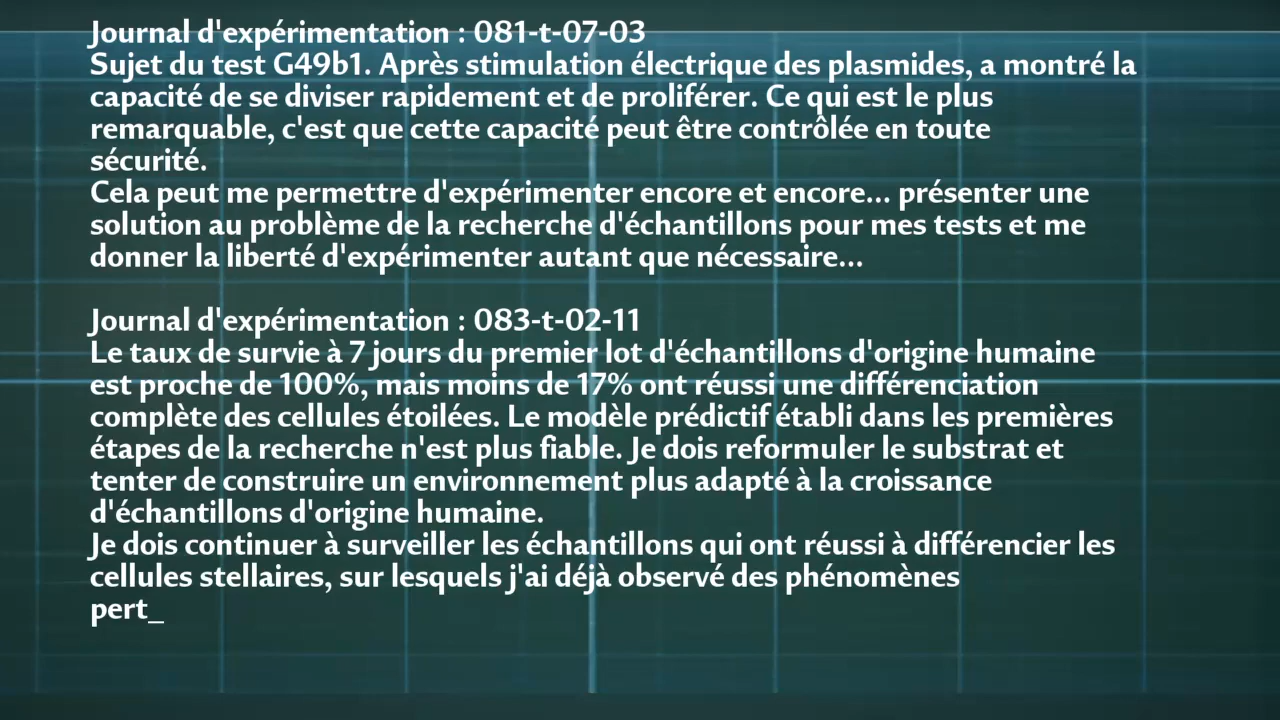 Journal d'expérimentation : 081-t-07-03
Sujet du test G49b1. Après stimulation électrique des plasmides, a montré la
capacité de se diviser rapidement et de proliférer. Ce qui est le plus
remarquable, c'est que cette capacité peut être contrôlée en toute
sécurité.
Cela peut me permettre d'expérimenter encore et encore... présenter une
solution au problème de la recherche d'échantillons pour mes tests et me
donner la liberté d'expérimenter autant que nécessaire...
Journal d'expérimentation : 083-t-02-11
Le taux de survie à 7 jours du premier lot d'échantillons d'origine humaine
est proche de 100%, mais moins de 17% ont réussi une différenciation
complète des cellules étoilées. Le modèle prédictif établi dans les premières
étapes de la recherche n'est plus fiable. Je dois reformuler le substrat et
tenter de construire un environnement plus adapté à la croissance
d'échantillons d'origine humaine.
Je dois continuer à surveiller les échantillons qui ont réussi à différencier les
cellules stellaires, sur lesquels j'ai déjà observé des phénomènes
pert_